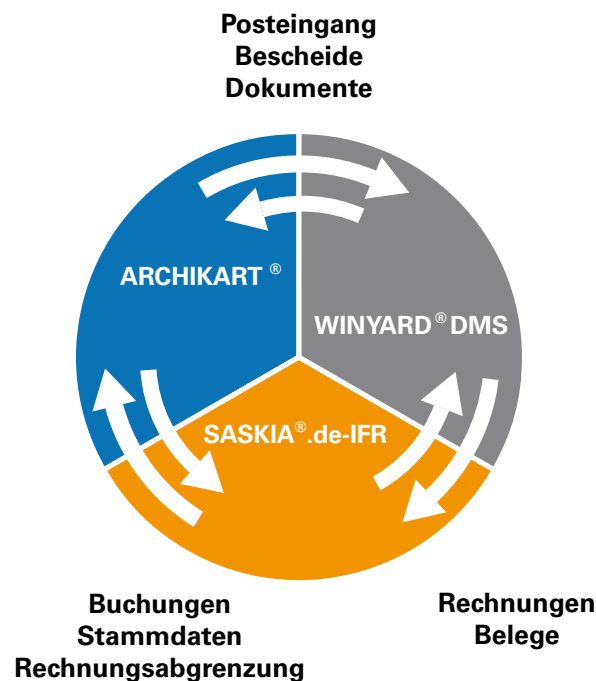 Posteingang
Bescheide
Dokumente
ARCHIKART ®
WINYARD® DMS
SASKIA®.de-IFR
Buchungen
Stammdaten
Rechnungsabgrenzung
Rechnungen
Belege